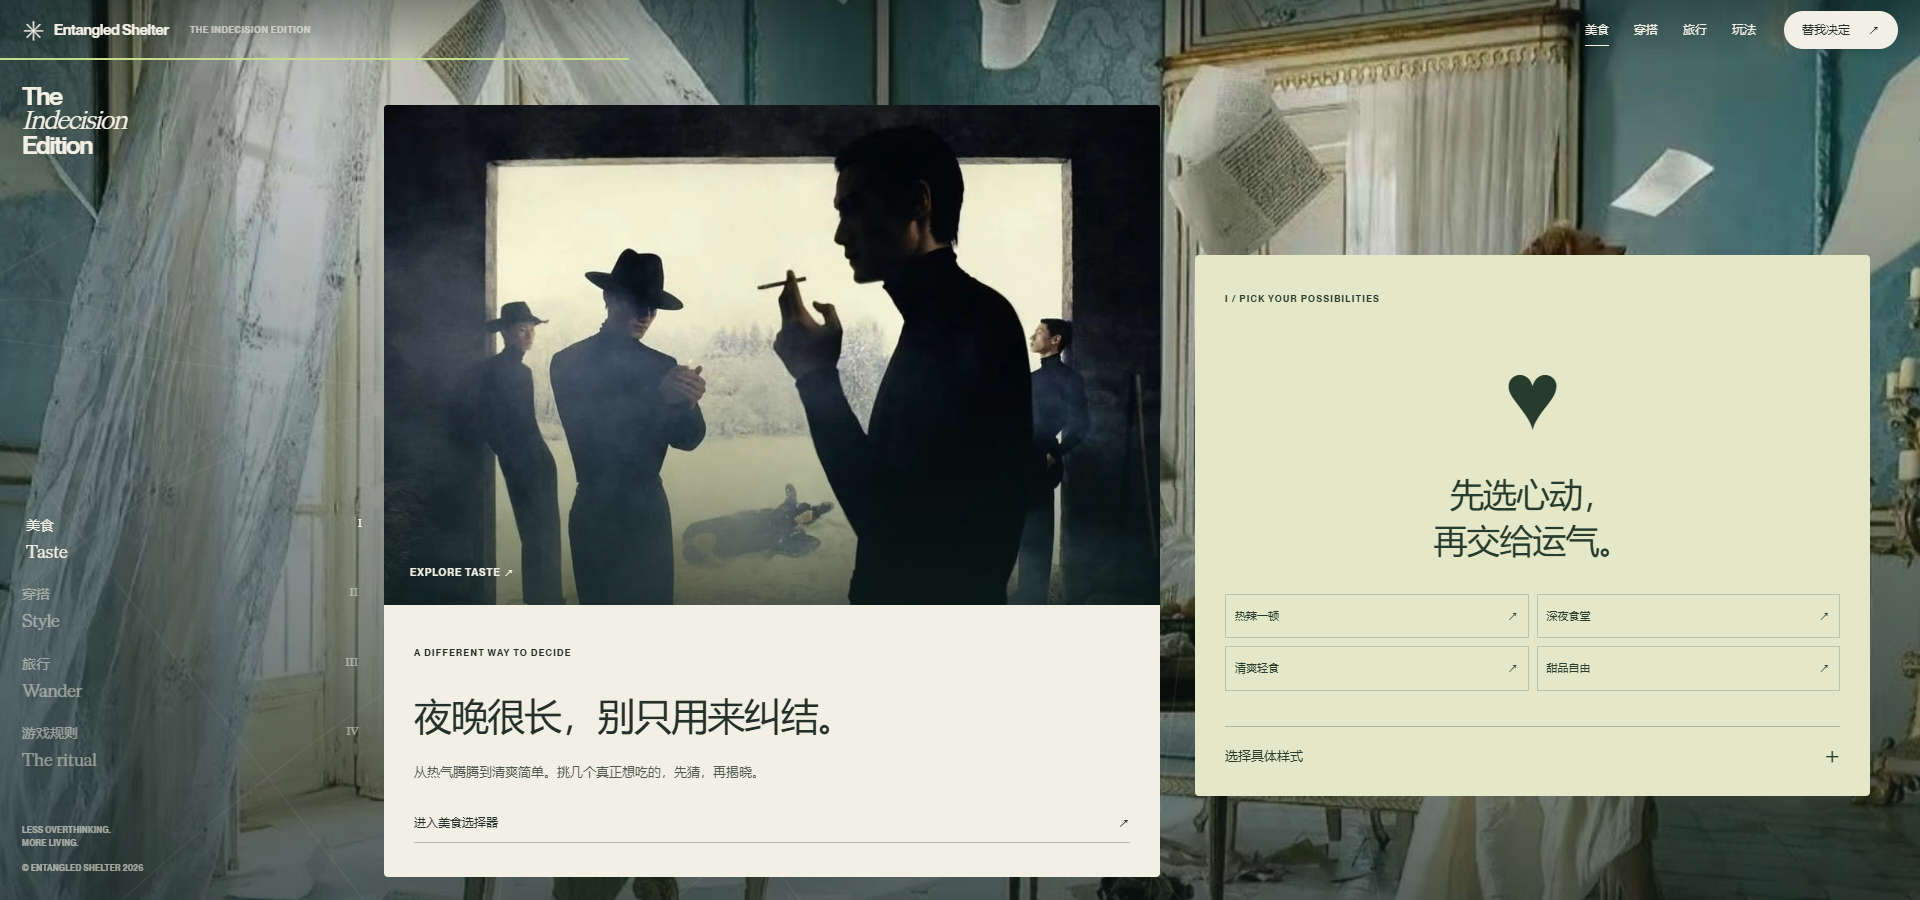 Entangled Shelter
THE INDECISION EDITION
美食
穿搭
旅行
玩法
替我决定 ↗
The
Indecision
Edition
美食 I
Taste
穿搭 II
Style
旅行 III
Wander
游戏规则 IV
The ritual
LESS OVERTHINKING.
MORE LIVING.
© ENTANGLED SHELTER 2026
EXPLORE TASTE ↗
A DIFFERENT WAY TO DECIDE
夜晚很长，别只用来纠结。
从热气腾腾到清爽简单。挑几个真正想吃的，先猜，再揭晓。
进入美食选择器 ↗
I / PICK YOUR POSSIBILITIES
♥
先选心动，
再交给运气。
热辣一顿 ↗
深夜食堂 ↗
清爽轻食 ↗
甜品自由 ↗
选择具体样式 +